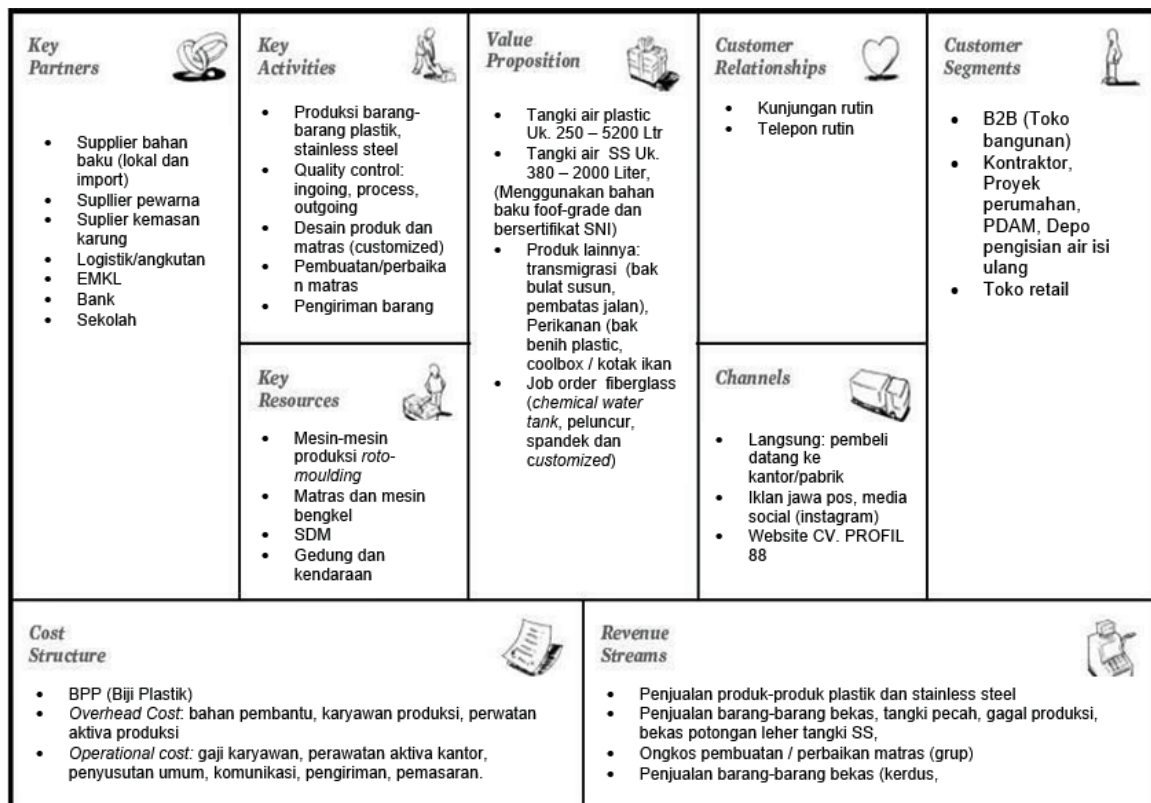 Key
Partners
• Supplier bahan
baku (lokal dan
import)
• Supllier pewarna
• Suplier kemasan
karung
• Logistik/angkutan
• EMKL
• Bank
• Sekolah
Key
Activities
• Produksi barang-
barang plastik,
stainless steel
• Quality control:
ingoing, process,
outgoing
• Desain produk dan
matras (customized)
• Pembuatan/perbaika
n matras
• Pengiriman barang
Key
Resources
• Mesin-mesin
produksi roto-
moulding
• Matras dan mesin
bengkel
• SDM
• Gedung dan
kendaraan
Value
Proposition
• Tangki air plastic
Uk. 250 – 5200 Ltr
• Tangki air SS Uk.
380 – 2000 Liter,
(Menggunakan bahan
baku foof-grade dan
bersertifikat SNI)
• Produk lainnya:
transmigrasi (bak
bulat susun,
pembatas jalan),
Perikanan (bak
benih plastic,
coolbox / kotak ikan
• Job order fiberglass
(chemical water
tank, peluncur,
spandek dan
customized)
Customer
Relationships
• Kunjungan rutin
• Telepon rutin
Channels
• Langsung: pembeli
datang ke
kantor/pabrik
• Iklan jawa pos, media
social (instagram)
• Website CV. PROFIL
88
Customer
Segments
• B2B (Toko
bangunan)
• Kontraktor,
Proyek
perumahan,
PDAM, Depo
pengisian air isi
ulang
• Toko retail
Cost
Structure
• BPP (Biji Plastik)
• Overhead Cost: bahan pembantu, karyawan produksi, perwatan
aktiva produksi
• Operational cost: gaji karyawan, perawatan aktiva kantor,
penyusutan umum, komunikasi, pengiriman, pemasaran.
Revenue
Streams
• Penjualan produk-produk plastik dan stainless steel
• Penjualan barang-barang bekas, tangki pecah, gagal produksi,
bekas potongan leher tangki SS,
• Ongkos pembuatan / perbaikan matras (grup)
• Penjualan barang-barang bekas (kerdus,